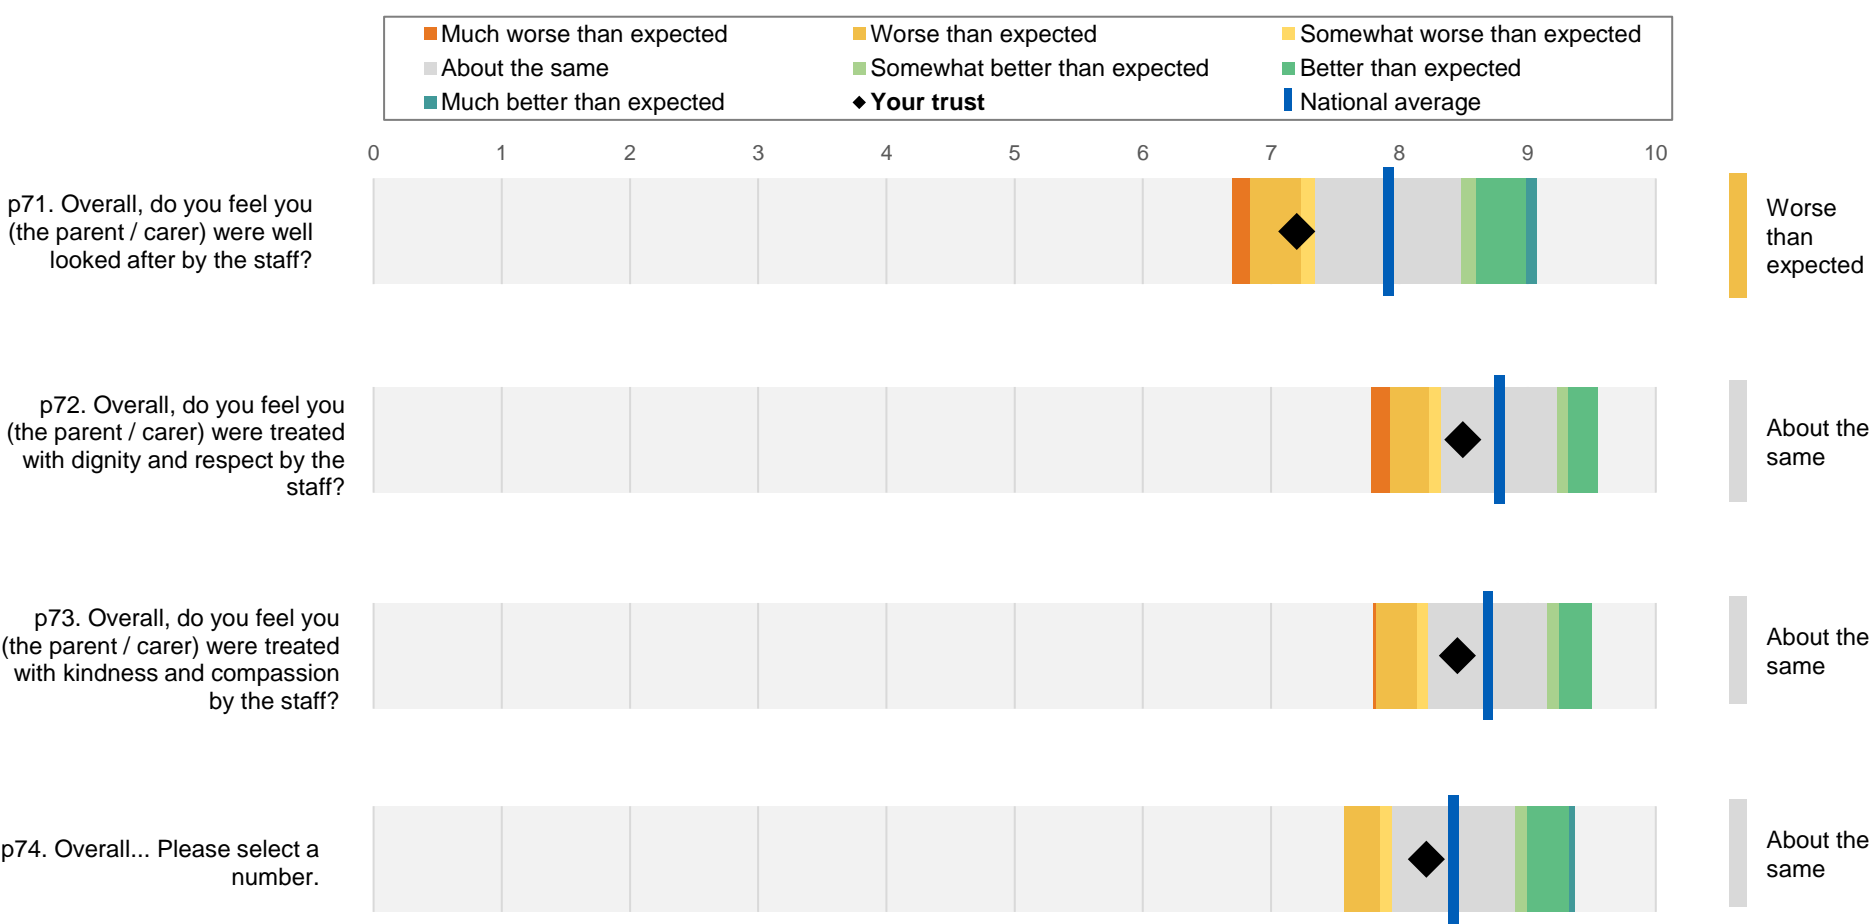 Much worse than expected
Worse than expected
Somewhat worse than expected
About the same
Somewhat better than expected
Better than expected
Much better than expected
Your trust
National average
0 1 2 3 4 5 6 7 8 9 10
p71. Overall, do you feel you
(the parent / carer) were well
looked after by the staff?
Worse
than
expected
p72. Overall, do you feel you
(the parent / carer) were treated
with dignity and respect by the
staff?
About the
same
p73. Overall, do you feel you
(the parent / carer) were treated
with kindness and compassion
by the staff?
About the
same
p74. Overall... Please select a
number.
About the
same